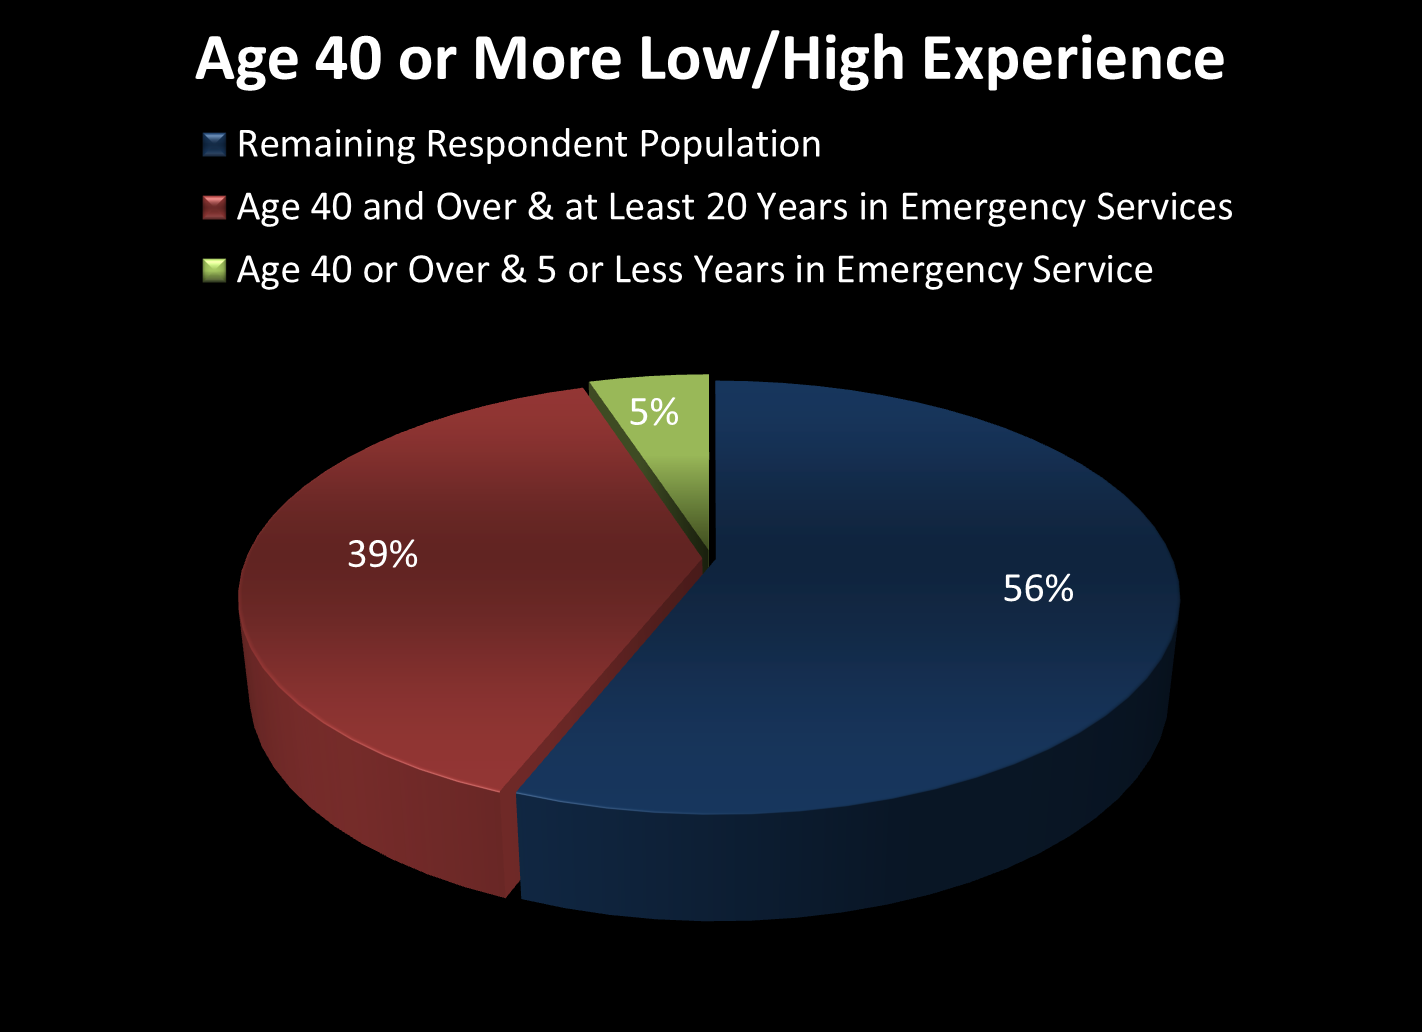 Age 40 or More Low/High Experience
Remaining Respondent Population
Age 40 and Over & at Least 20 Years in Emergency Services
Age 40 or Over & 5 or Less Years in Emergency Service
5%
39%
56%